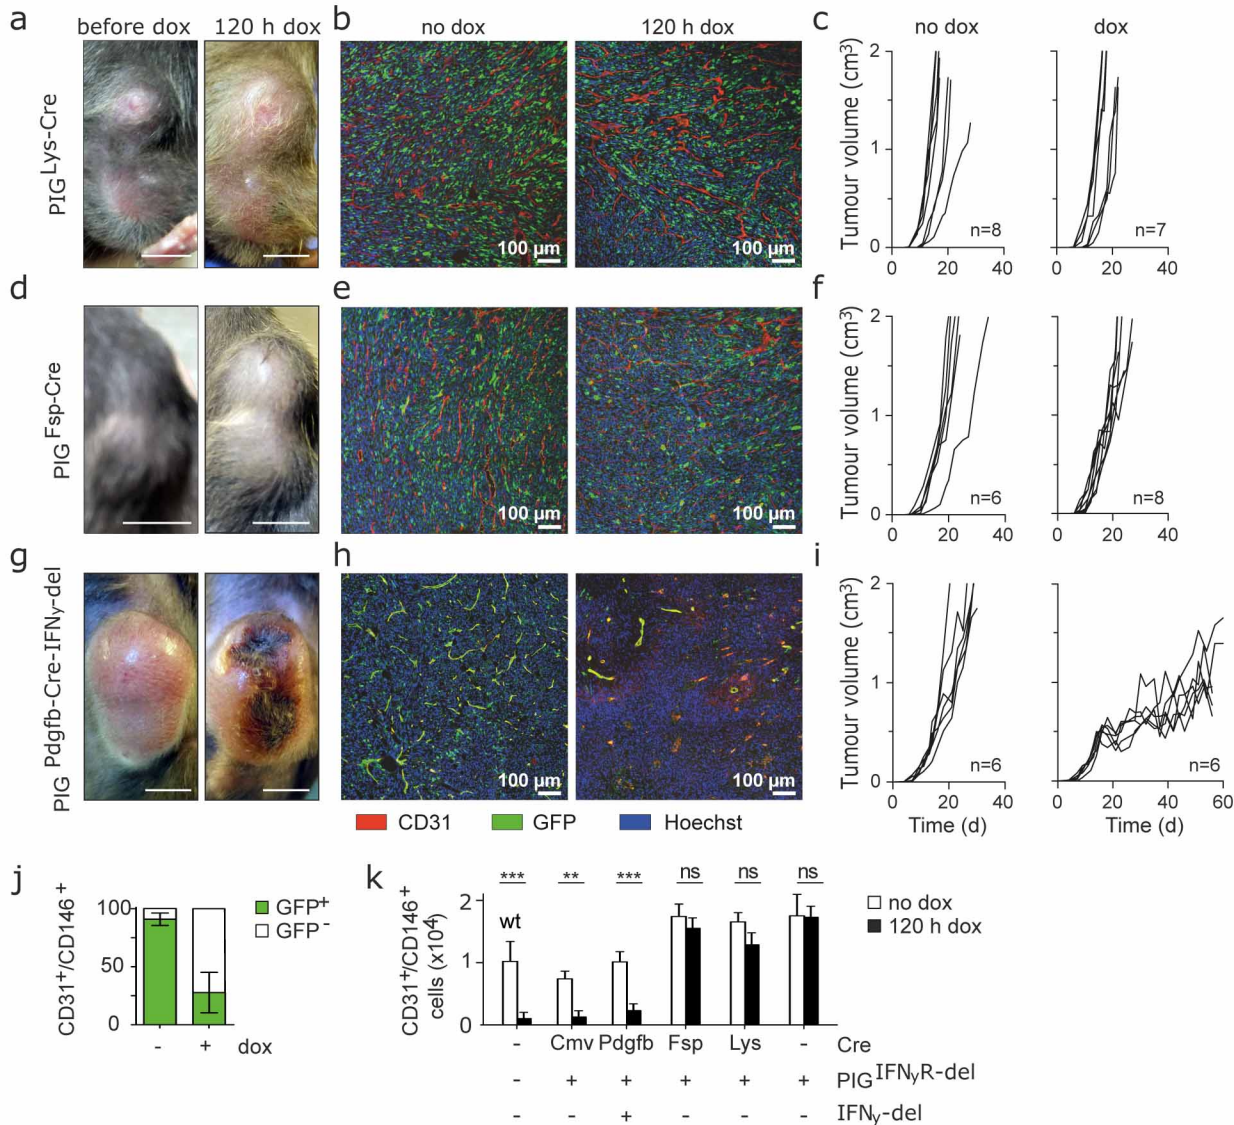 a before dox 120 h dox
PIG Lys-Cre
b no dox 120 h dox
100 µm 100 µm
c no dox dox
Tumour volume (cm3)
2
1
0
0 20 40
n=8
0 20 40
n=7
d
PIG Fsp-Cre
e
100 µm 100 µm
f
Tumour volume (cm3)
2
1
0
0 20 40
n=6
0 20 40
n=8
g
PIG Pdgfb-Cre-IFNγ-del
h
100 µm 100 µm
i
Tumour volume (cm3)
2
1
0
0 20 40
n=6
Time (d)
0 20 40 60
n=6
Time (d)
CD31 GFP Hoechst
j
CD31+/CD146+
100
50
0
- + dox
GFP+
GFP-
k
CD31+/CD146+
cells (x10^4)
2
1
0
*** ** *** ns ns ns
wt
no dox
120 h dox
- Cmv Pdgfb Fsp Lys - Cre
- + + + + + PIG IFNγR-del
- - + - - - IFNγ-del